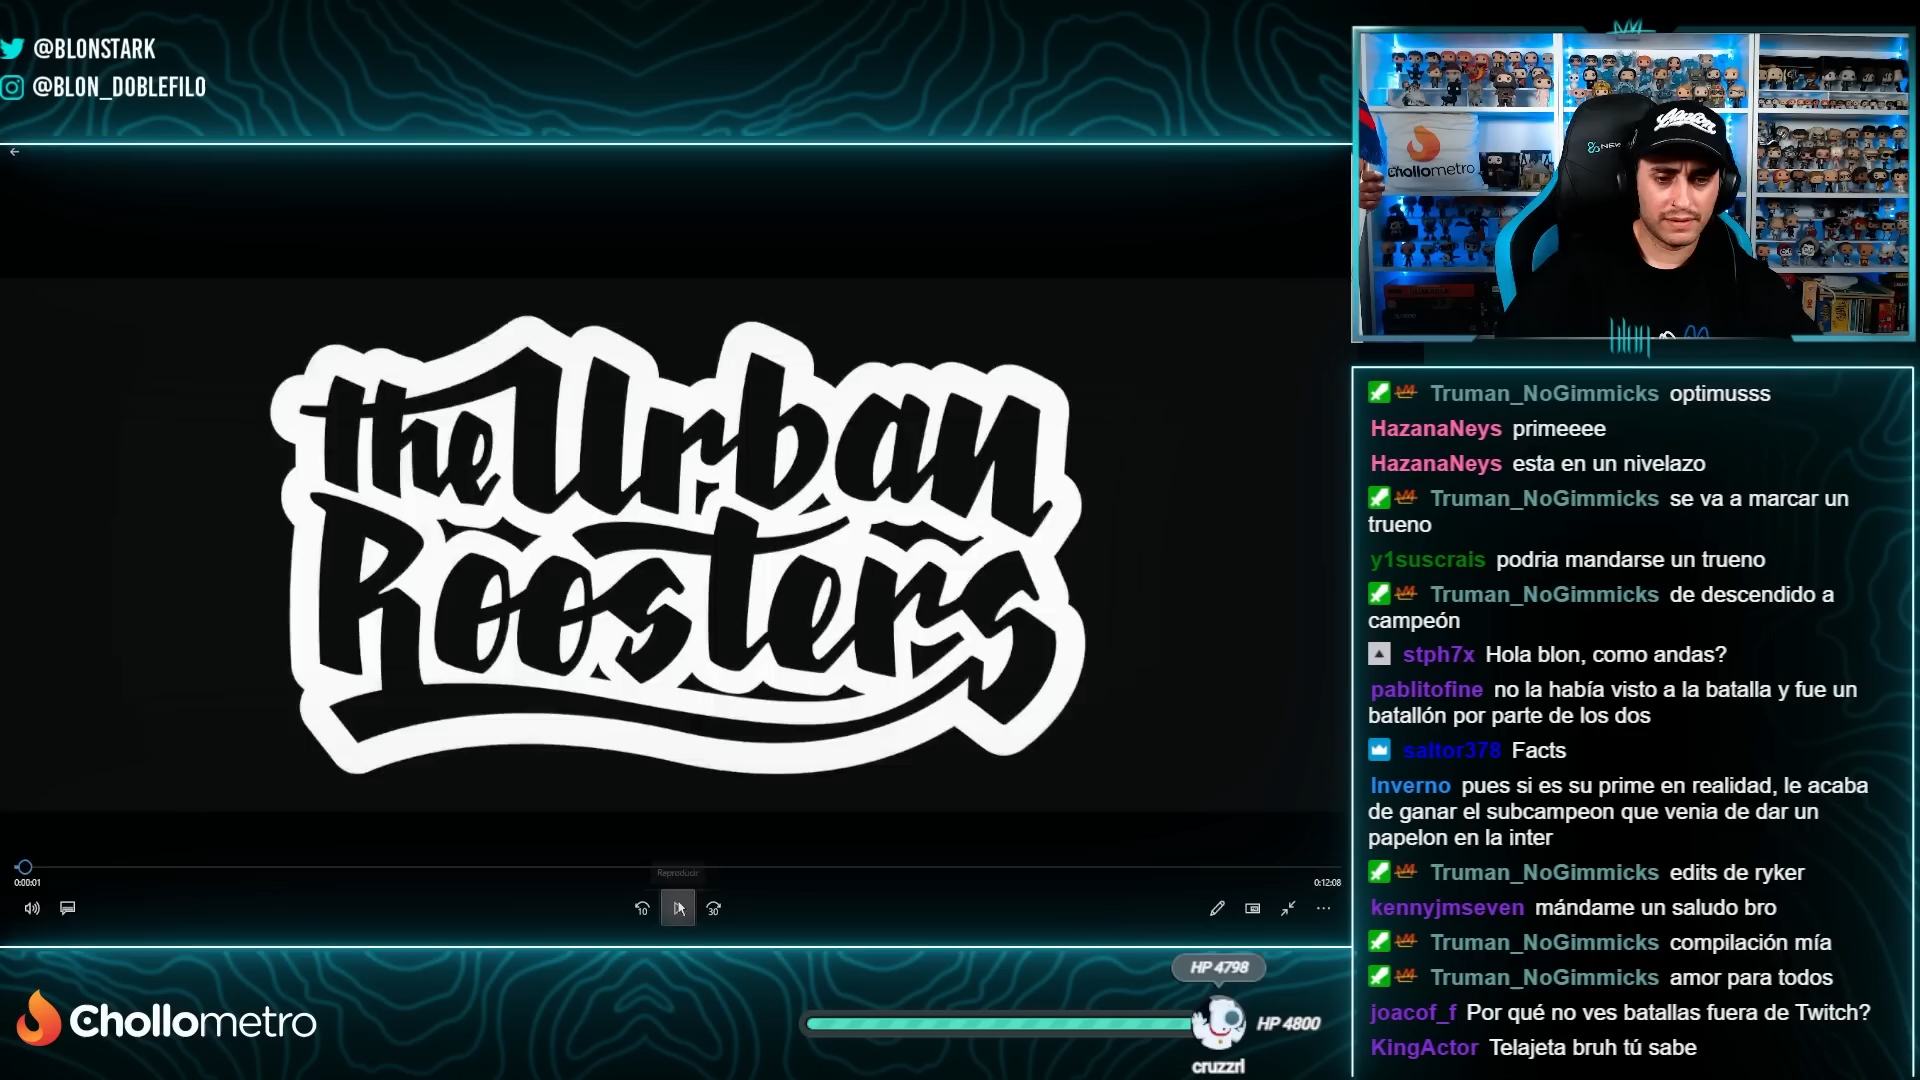 @BLONSTARK
@BLON_DOBLEFILO
the Urban
Roosters
0:00:01
Reproducir
0:12:08
10
30
Chollometro
HP 4798
HP 4800
cruzzrl
Chollometro
Truman_NoGimmicks optimusss
HazanaNeys primeeee
HazanaNeys esta en un nivelazo
Truman_NoGimmicks se va a marcar un
trueno
y1suscrais podria mandarse un trueno
Truman_NoGimmicks de descendido a
campeón
stph7x Hola blon, como andas?
pablitofine no la había visto a la batalla y fue un
batallón por parte de los dos
saltor378 Facts
Inverno pues si es su prime en realidad, le acaba
de ganar el subcampeon que venia de dar un
papelon en la inter
Truman_NoGimmicks edits de ryker
kennyjmseven mándame un saludo bro
Truman_NoGimmicks compilación mía
Truman_NoGimmicks amor para todos
joacof_f Por qué no ves batallas fuera de Twitch?
KingActor Telajeta bruh tú sabe